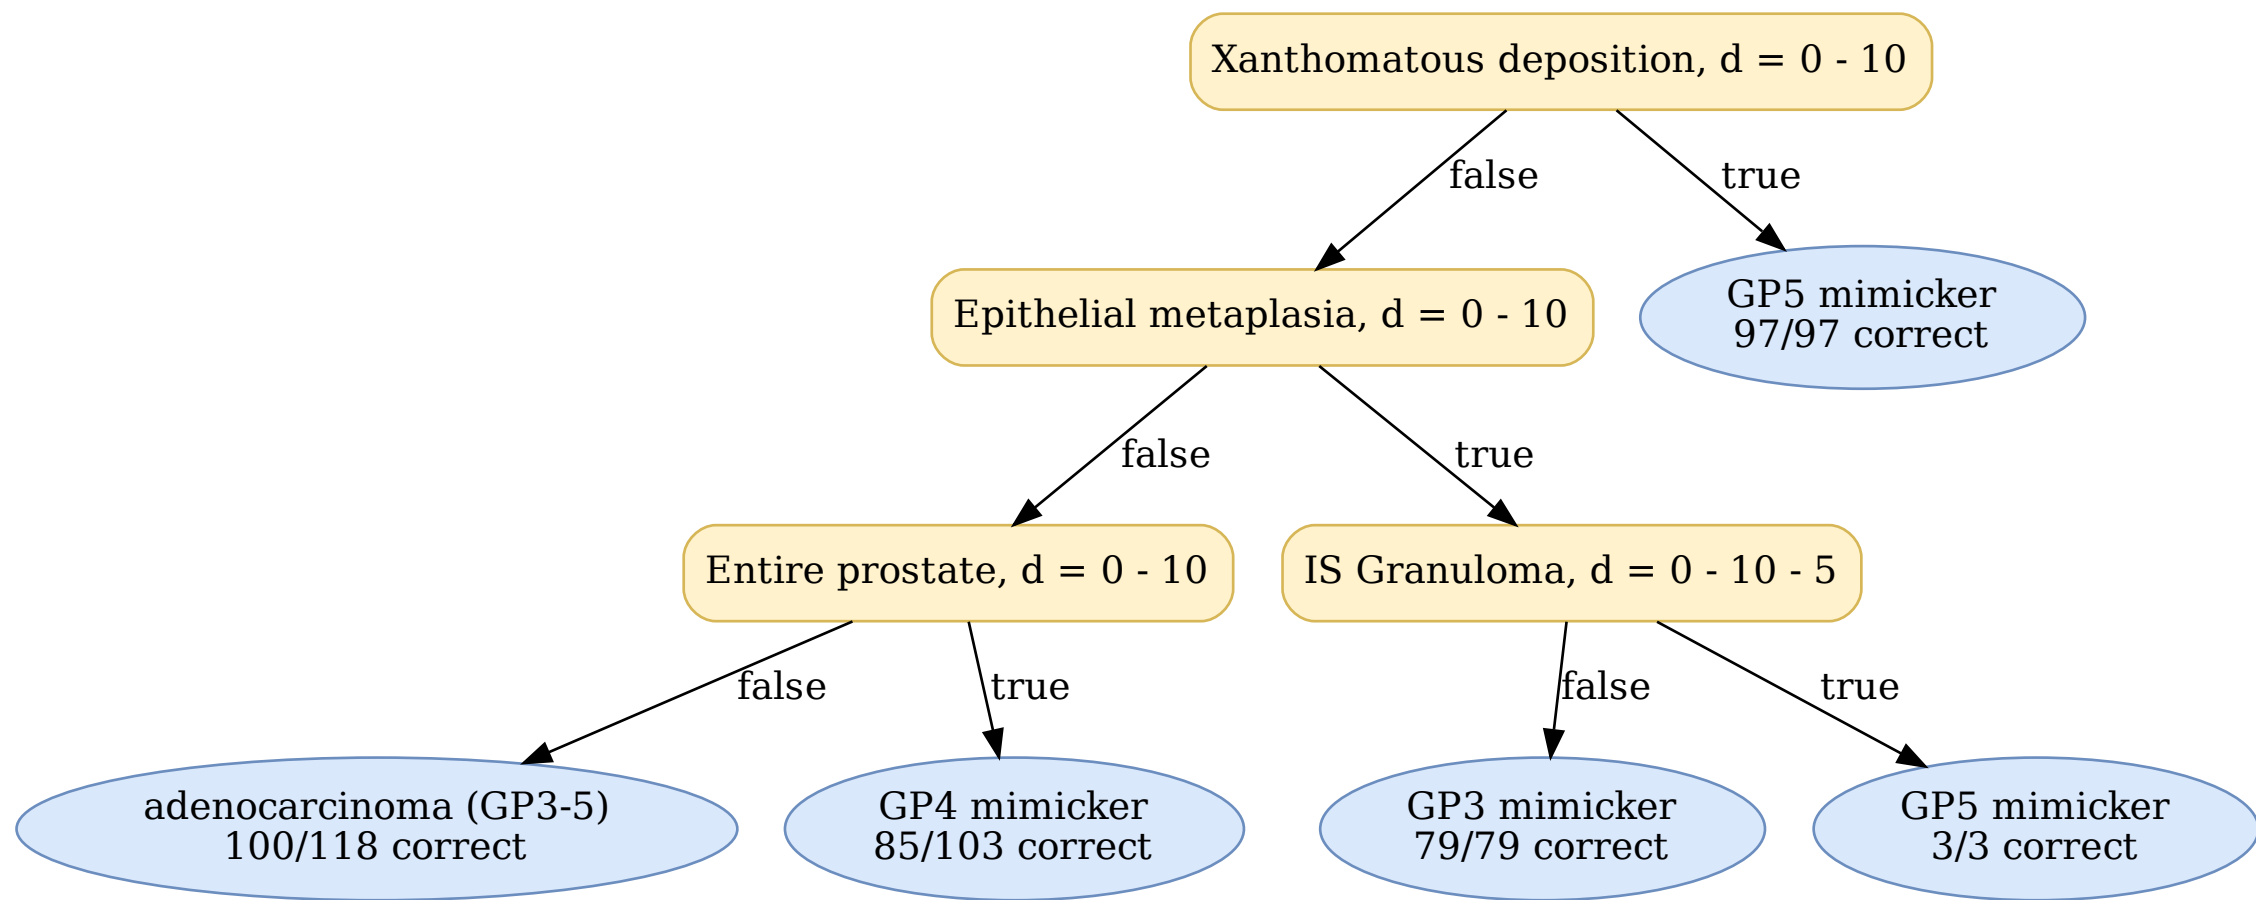 Xanthomatous deposition, d = 0 - 10
false
true
GP5 mimicker
97/97 correct
Epithelial metaplasia, d = 0 - 10
false
true
Entire prostate, d = 0 - 10
IS Granuloma, d = 0 - 10 - 5
false
true
false
true
adenocarcinoma (GP3-5)
100/118 correct
GP4 mimicker
85/103 correct
GP3 mimicker
79/79 correct
GP5 mimicker
3/3 correct